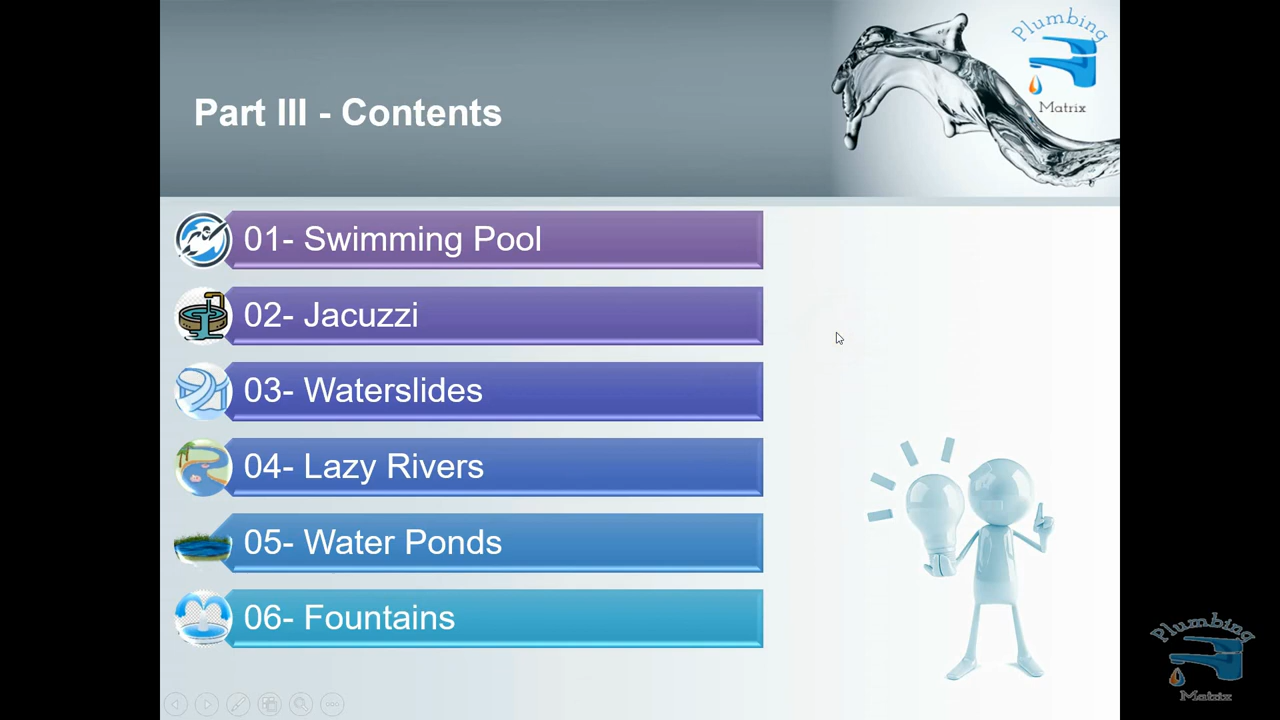 Plumbing
Matrix
Part III - Contents
01- Swimming Pool
02- Jacuzzi
03- Waterslides
04- Lazy Rivers
05- Water Ponds
06- Fountains
Plumbing
Matrix